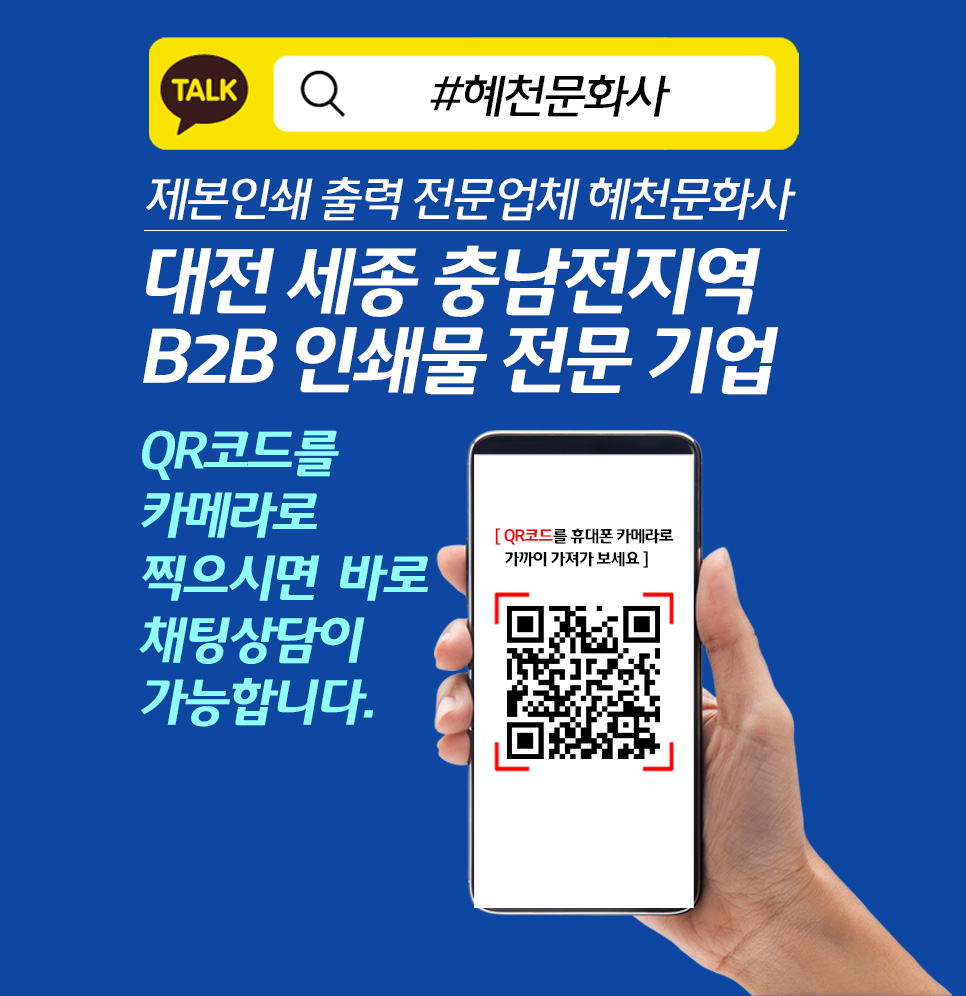 TALK
#혜천문화사
제본인쇄 출력 전문업체 혜천문화사
대전 세종 충남전지역
B2B 인쇄물 전문 기업
QR코드를
카메라로
찍으시면 바로
채팅상담이
가능합니다.
[ QR코드를 휴대폰 카메라로
가까이 가져가 보세요 ]